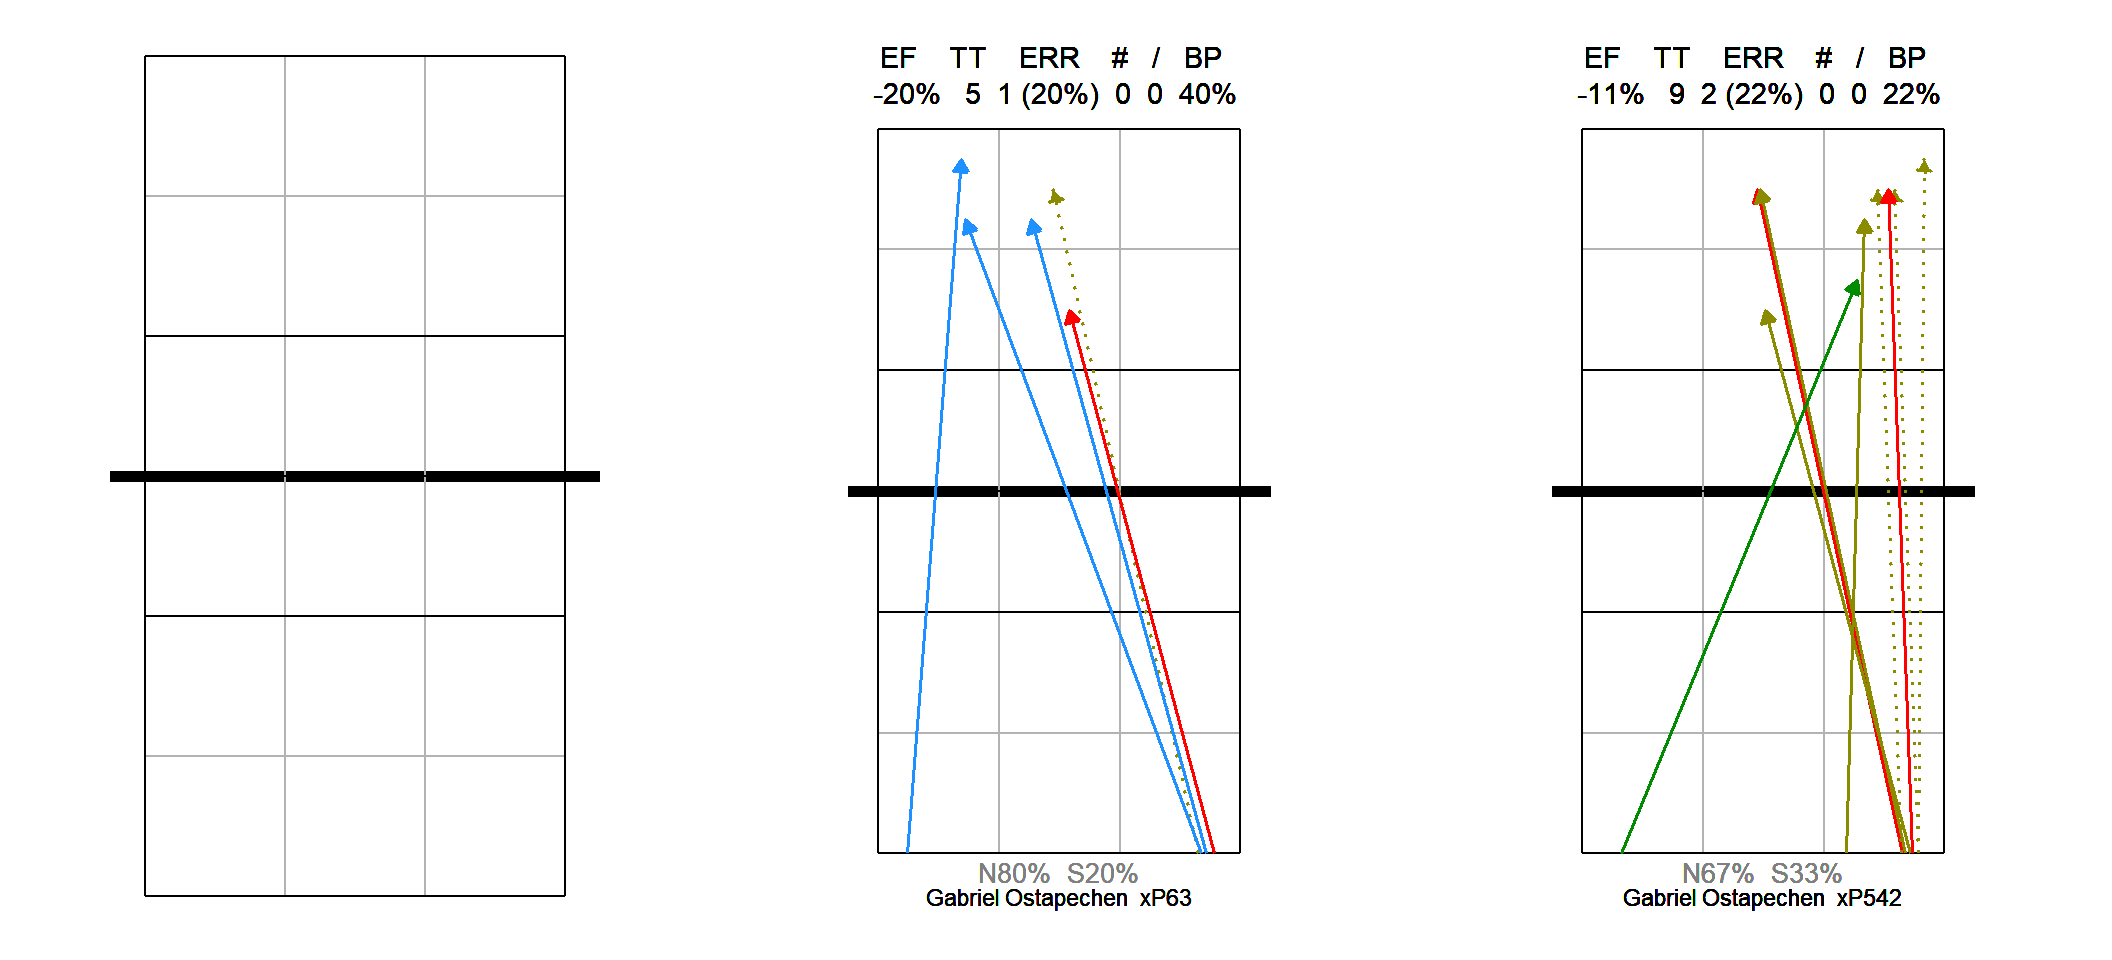 EF TT ERR # / BP
-20% 5 1 (20%) 0 0 40%
N80% S20%
Gabriel Ostapechen xP63
EF TT ERR # / BP
-11% 9 2 (22%) 0 0 22%
N67% S33%
Gabriel Ostapechen xP542